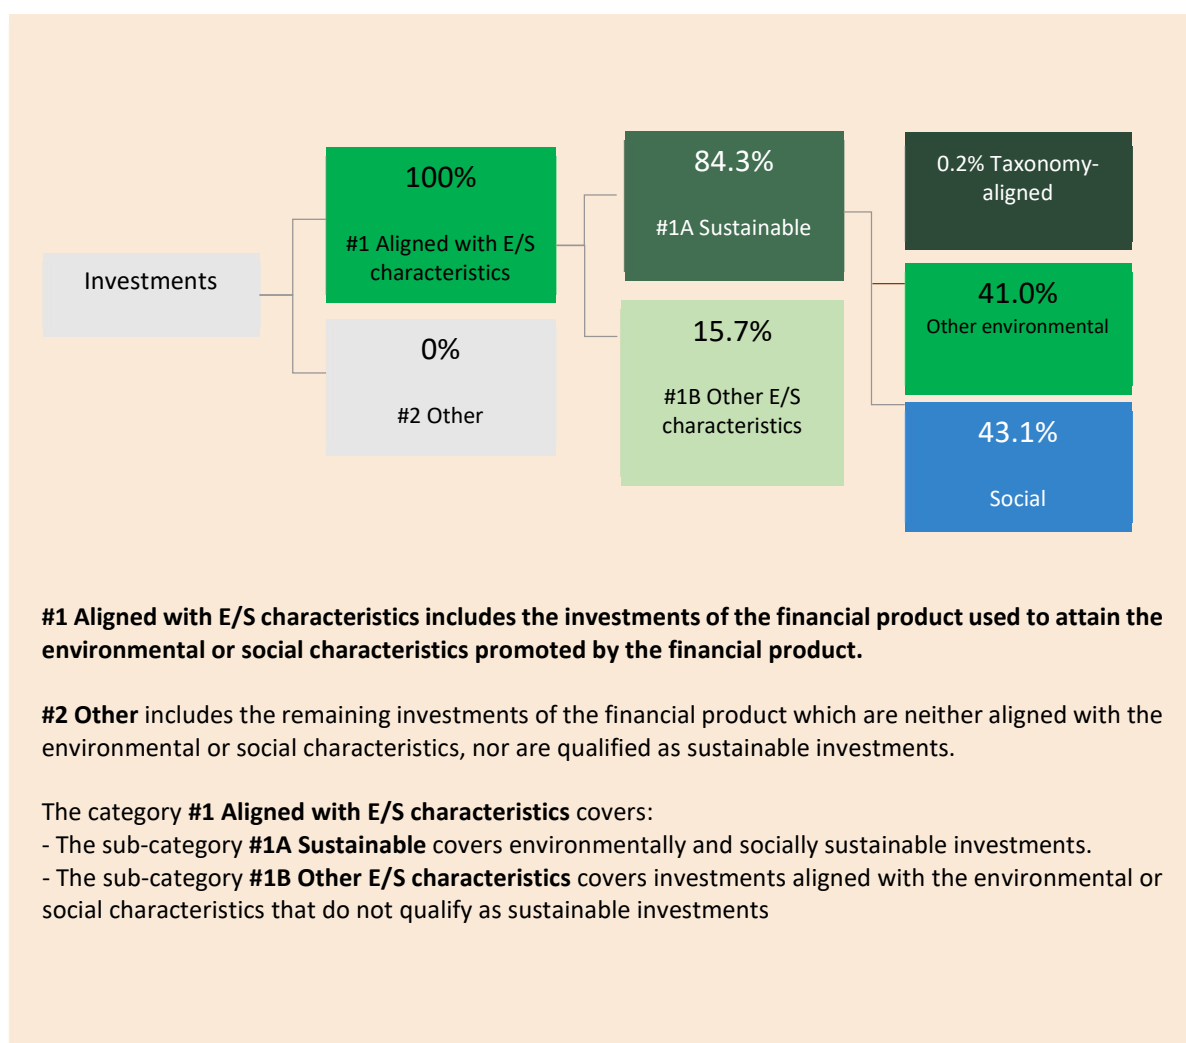 Investments
100%
#1 Aligned with E/S
characteristics
0%
#2 Other
84.3%
#1A Sustainable
15.7%
#1B Other E/S
characteristics
0.2% Taxonomy-
aligned
41.0%
Other environmental
43.1%
Social
#1 Aligned with E/S characteristics includes the investments of the financial product used to attain the
environmental or social characteristics promoted by the financial product.
#2 Other includes the remaining investments of the financial product which are neither aligned with the
environmental or social characteristics, nor are qualified as sustainable investments.
The category #1 Aligned with E/S characteristics covers:
- The sub-category #1A Sustainable covers environmentally and socially sustainable investments.
- The sub-category #1B Other E/S characteristics covers investments aligned with the environmental or
social characteristics that do not qualify as sustainable investments